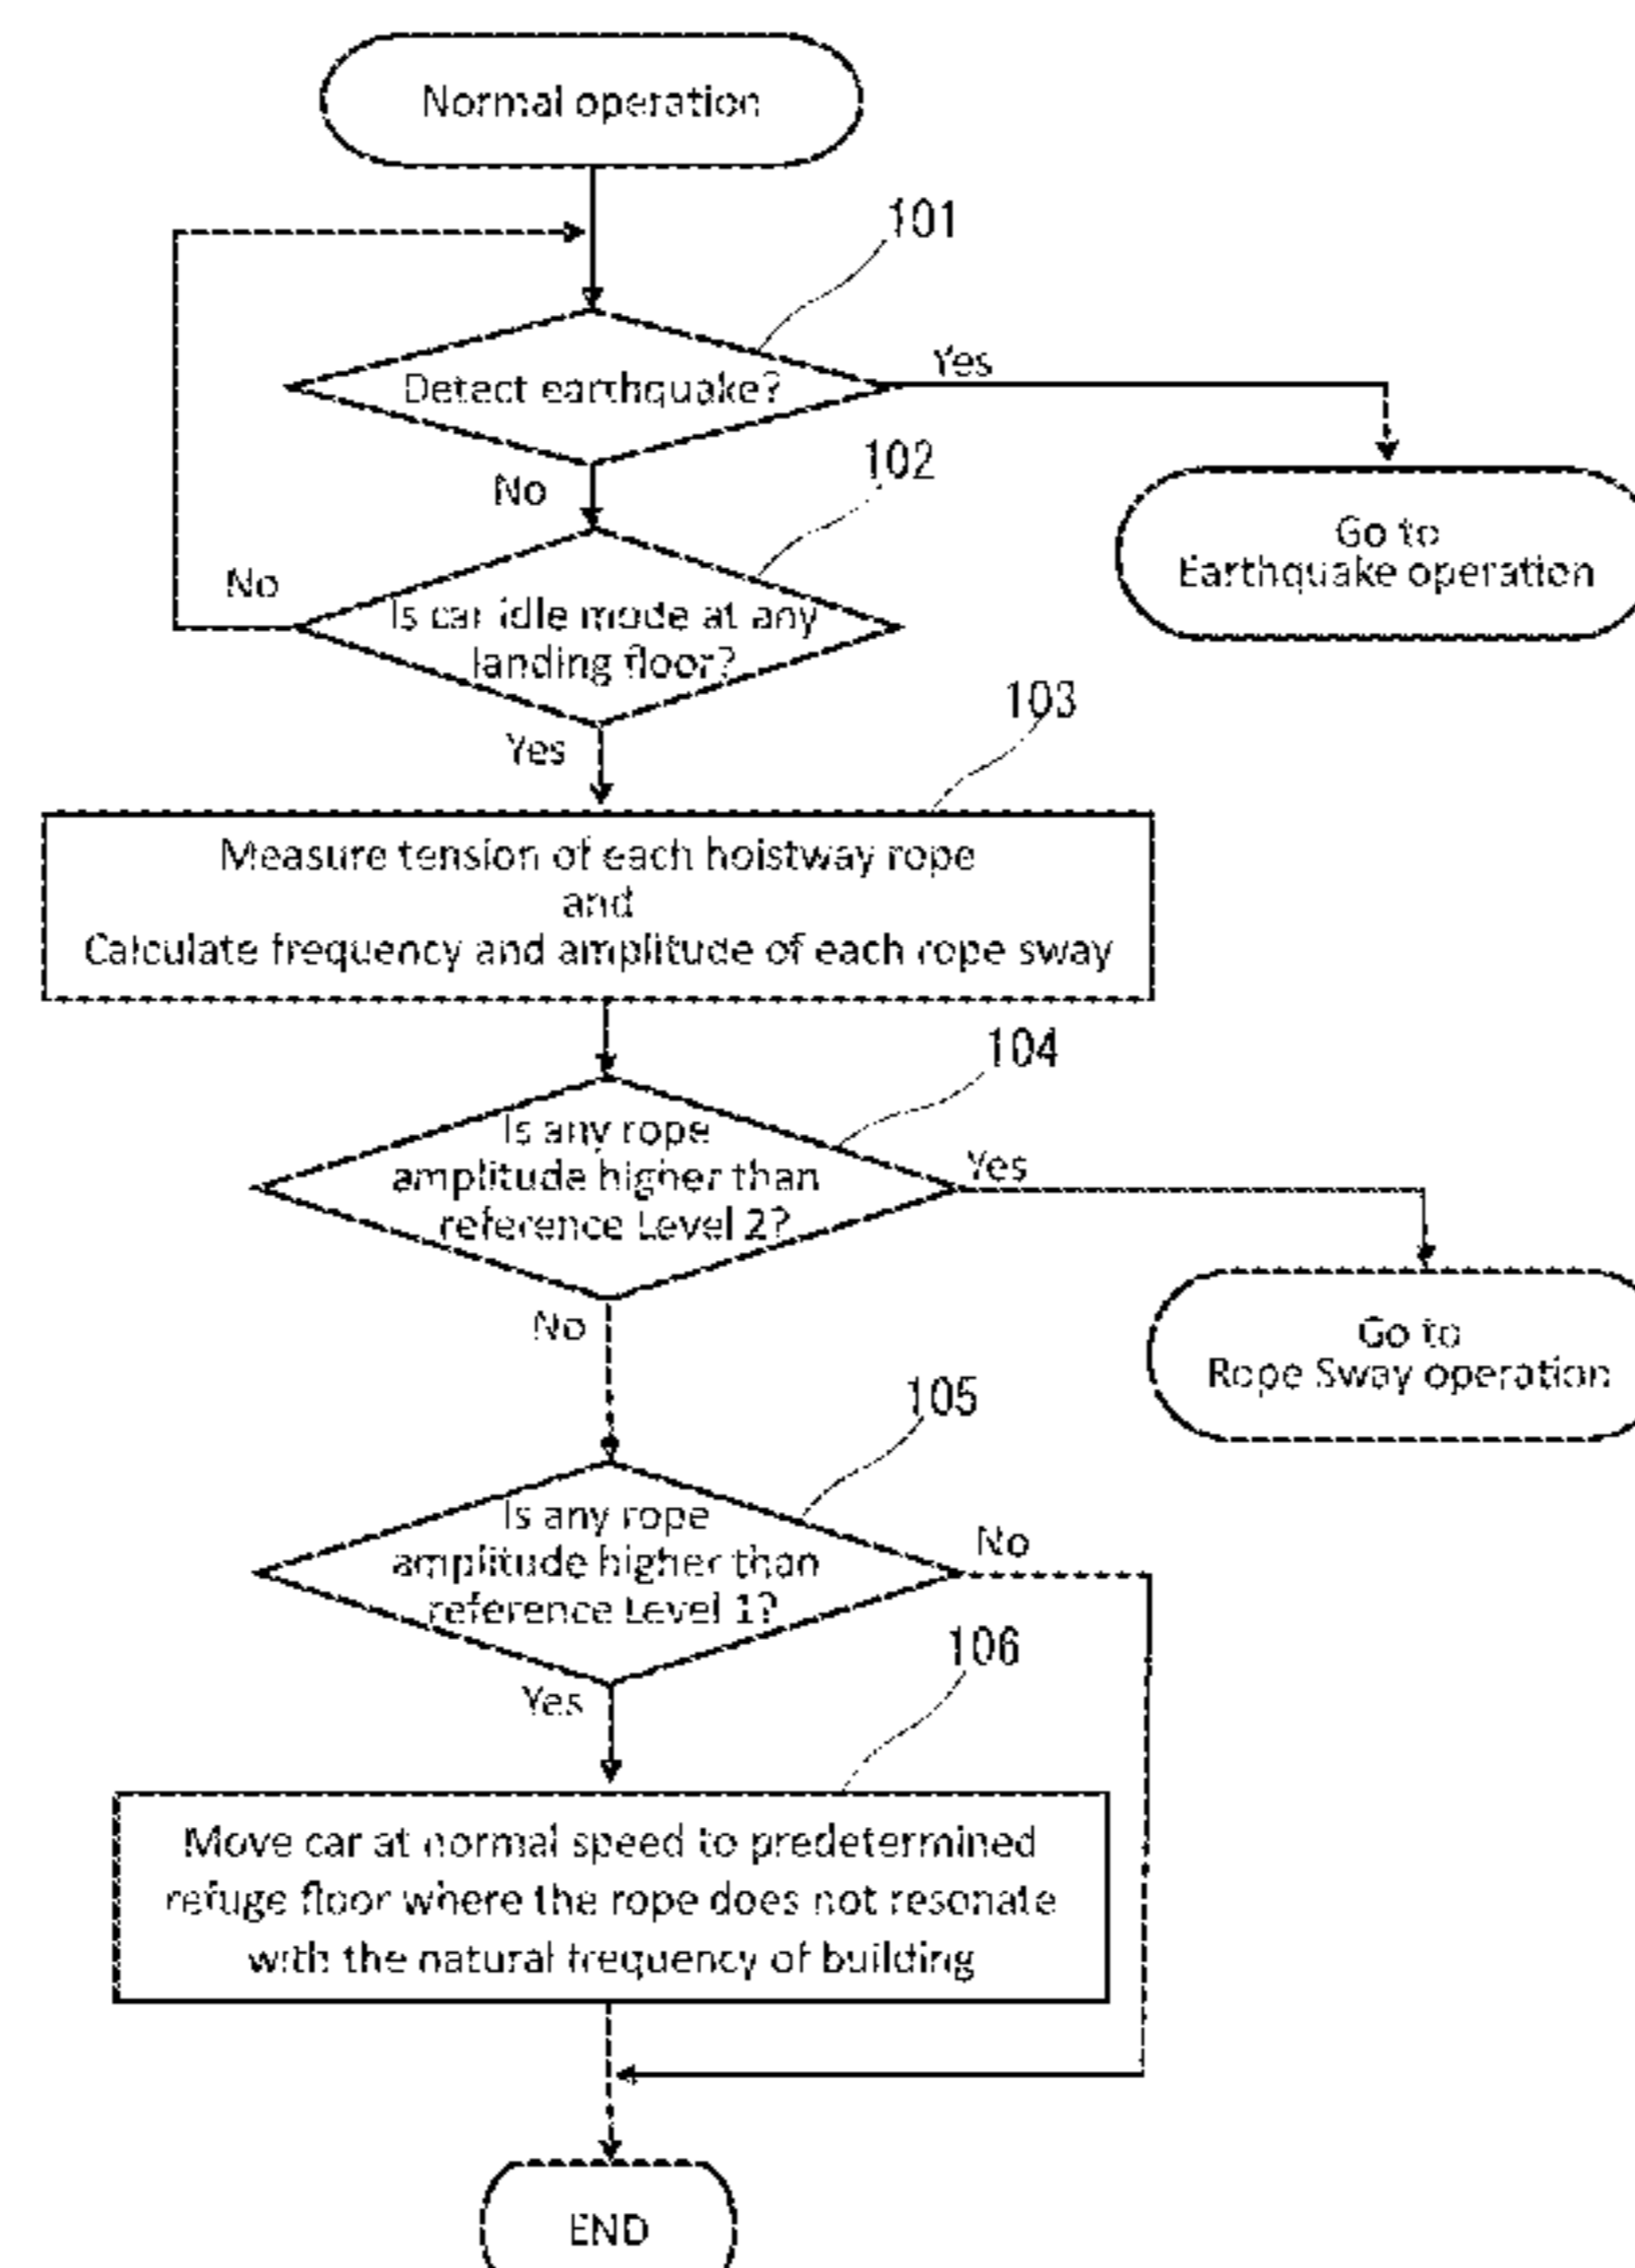 Normal operation
101
Detect earthquake?
Yes
No
Go to
Earthquake operation
102
Is car idle mode at any
landing floor?
No
Yes
103
Measure tension of each hoistway rope
and
Calculate frequency and amplitude of each rope sway
104
Is any rope
amplitude higher than
reference Level 2?
Yes
No
Go to
Rope Sway operation
105
Is any rope
amplitude higher than
reference Level 1?
No
Yes
106
Move car at normal speed to predetermined
refuge floor where the rope does not resonate
with the natural frequency of building
END